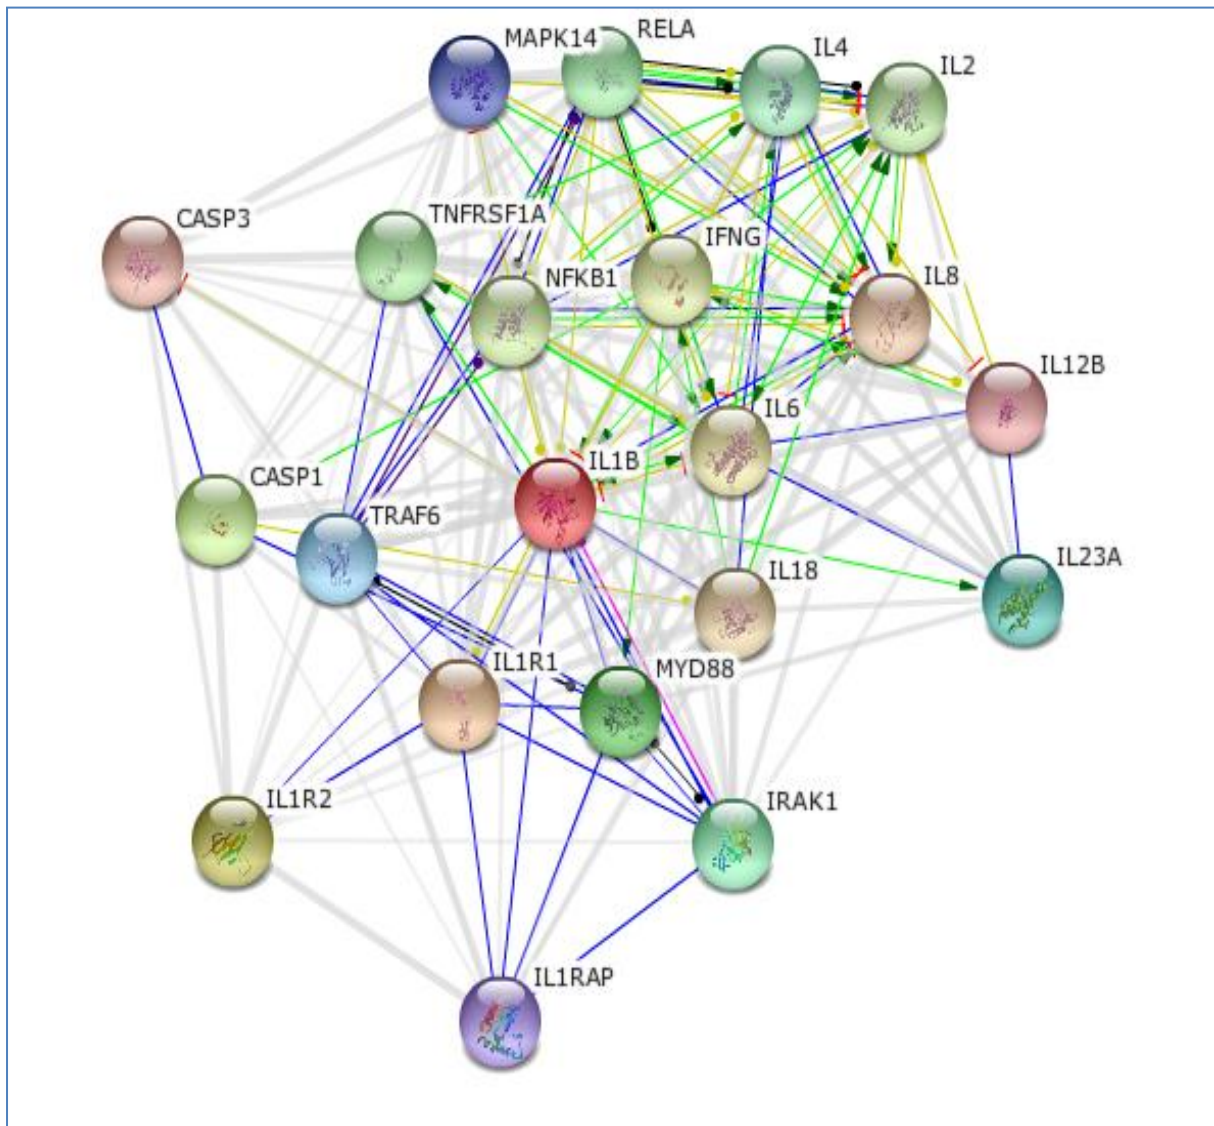 MAPK14
RELA
IL4
IL2
CASP3
TNFRSF1A
IFNG
NFKB1
IL8
IL12B
IL6
IL1B
CASP1
TRAF6
IL18
IL23A
IL1R1
MYD88
IL1R2
IRAK1
IL1RAP